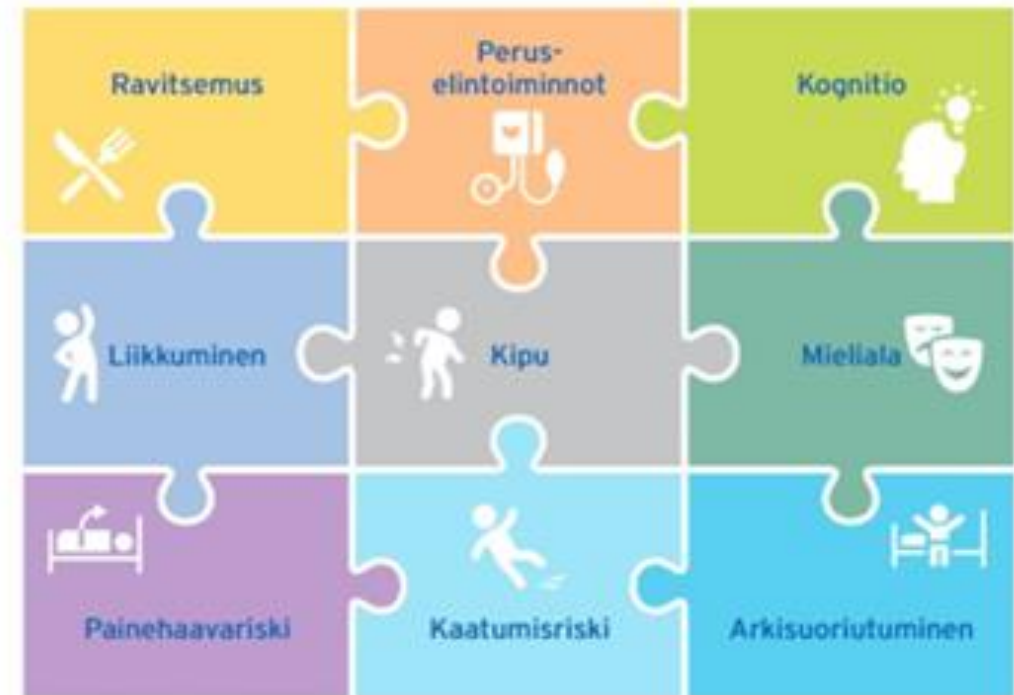 Ravitsemus
Perus-
elintoiminnot
Kognitio
Liikkuminen
Kipu
Mieliala
Painehaavariski
Kaatumisriski
Arkisuoriutuminen